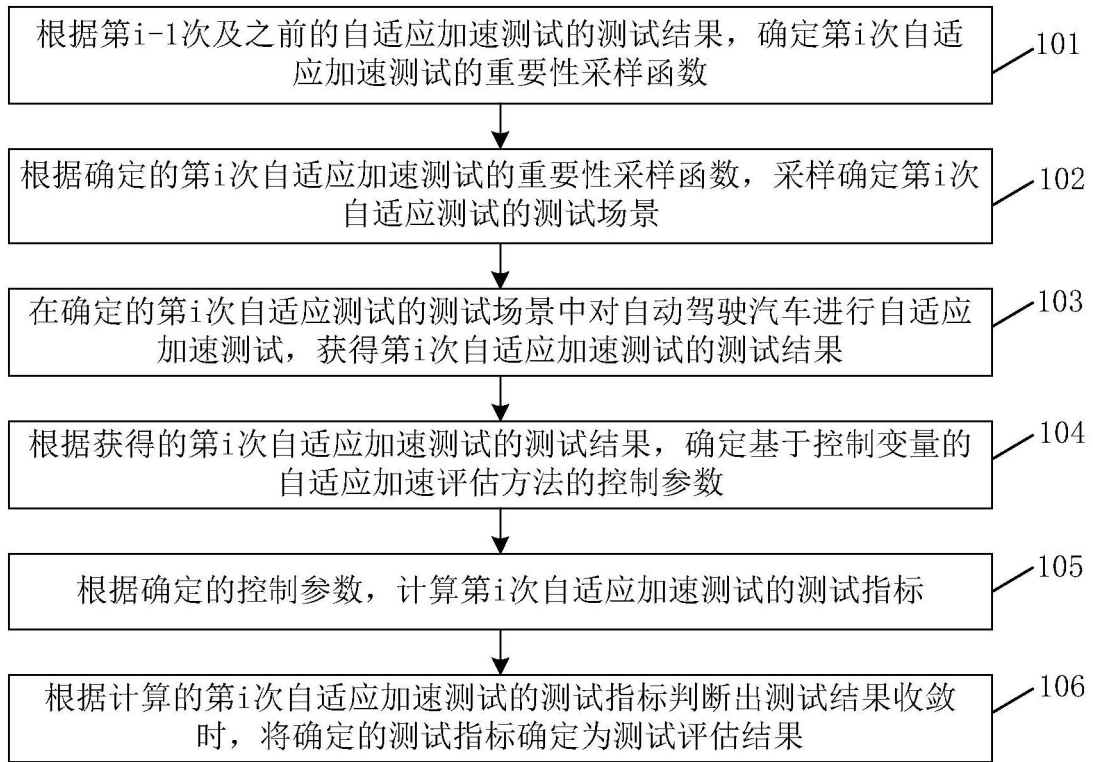 根据第i-1次及之前的自适应加速测试的测试结果，确定第i次自适
应加速测试的重要性采样函数
101
根据确定的第i次自适应加速测试的重要性采样函数，采样确定第i次
自适应测试的测试场景
102
在确定的第i次自适应测试的测试场景中对自动驾驶汽车进行自适应
加速测试，获得第i次自适应加速测试的测试结果
103
根据获得的第i次自适应加速测试的测试结果，确定基于控制变量的
自适应加速评估方法的控制参数
104
根据确定的控制参数，计算第i次自适应加速测试的测试指标
105
根据计算的第i次自适应加速测试的测试指标判断出测试结果收敛
时，将确定的测试指标确定为测试评估结果
106